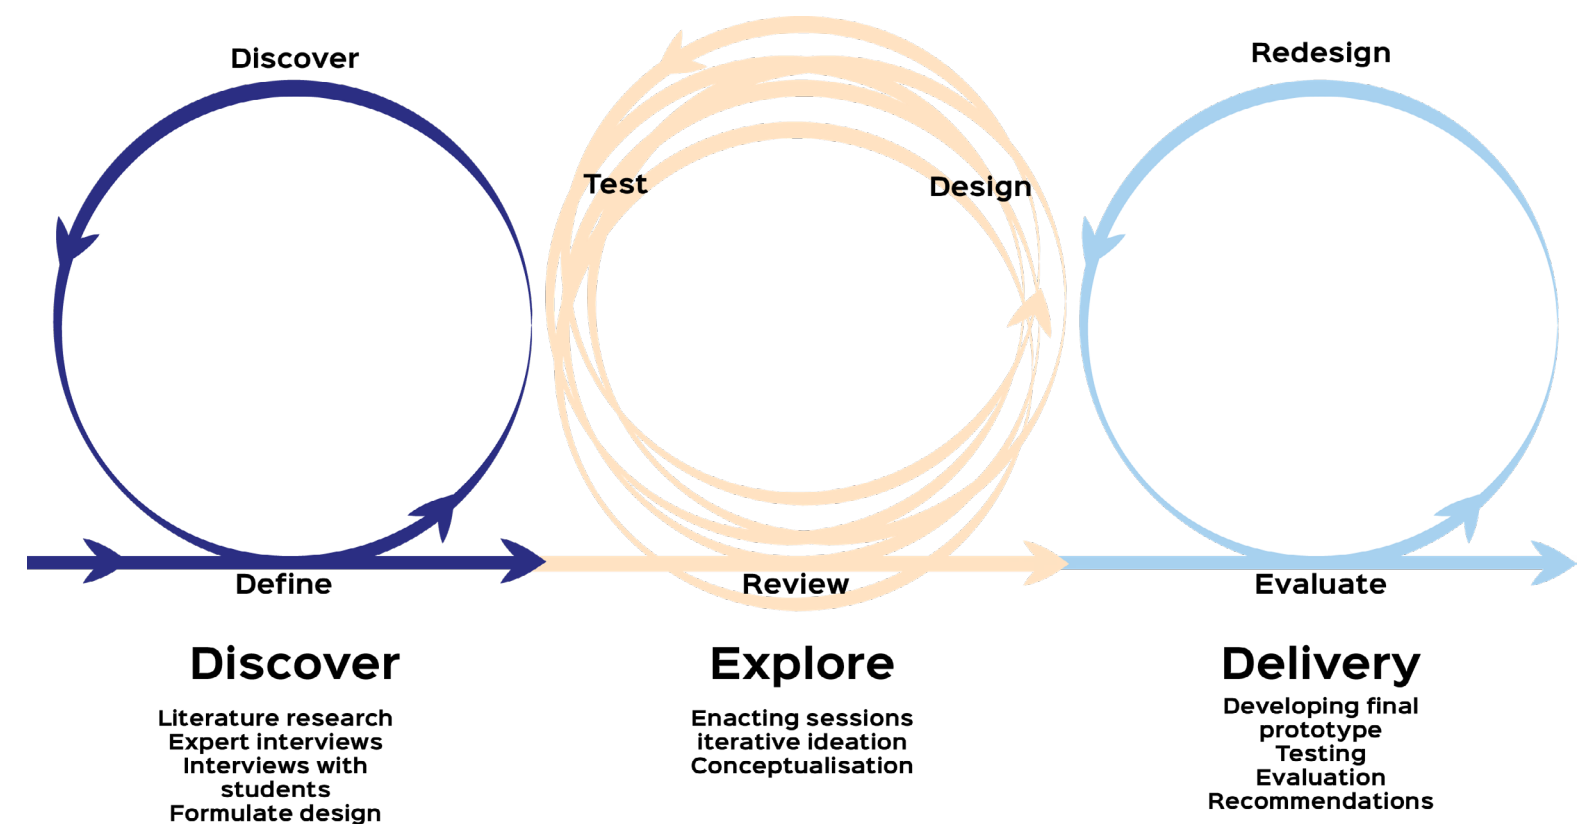 Discover
Redesign
Test
Design
Define
Review
Evaluate
Discover
Literature research
Expert interviews
Interviews with
students
Formulate design
Explore
Enacting sessions
iterative ideation
Conceptualisation
Delivery
Developing final
prototype
Testing
Evaluation
Recommendations